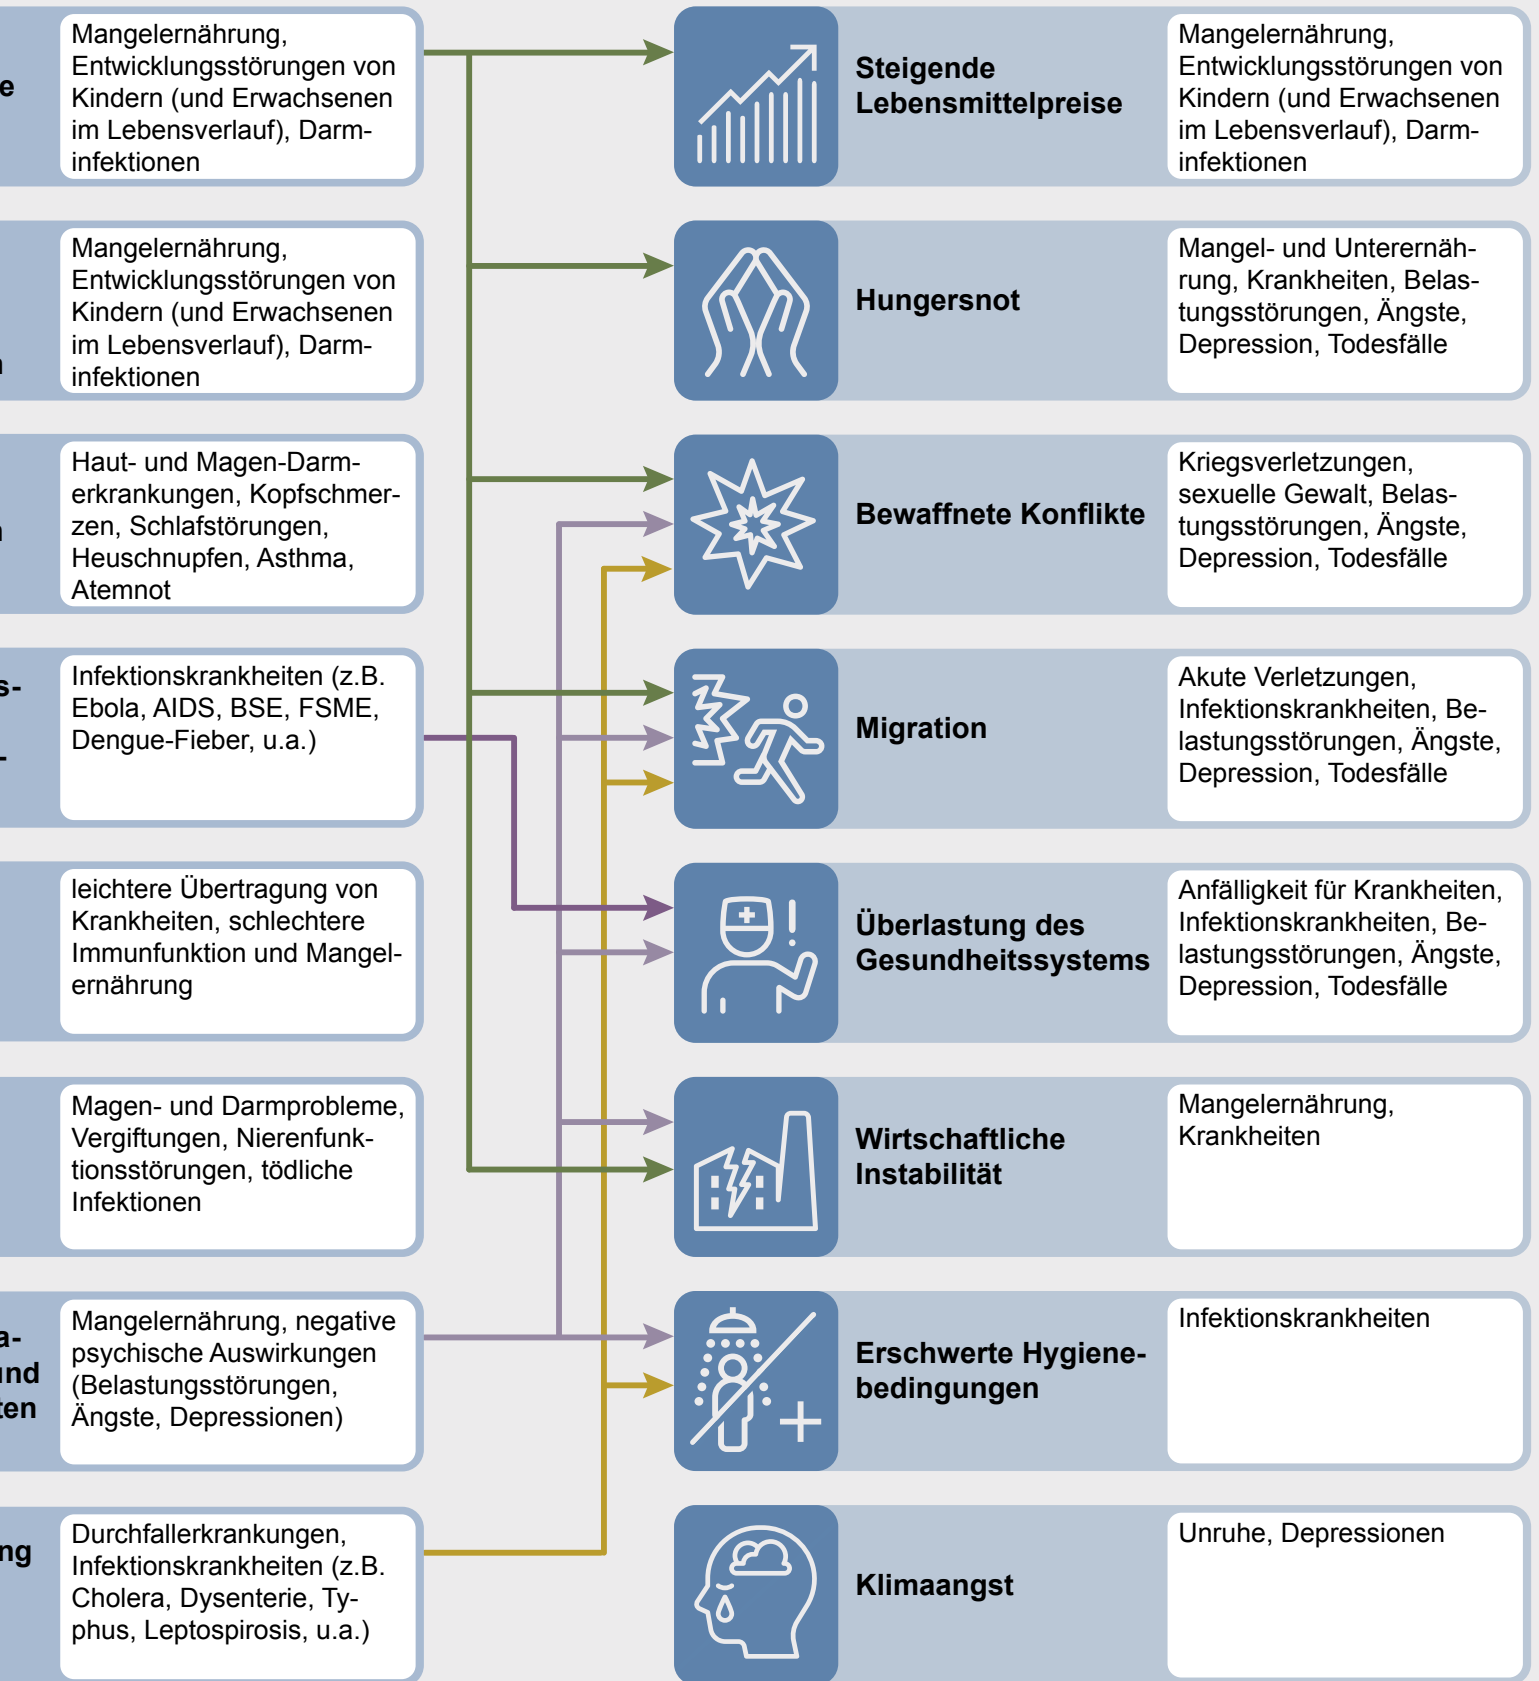 e
Mangelernährung,
Entwicklungsstörungen von
Kindern (und Erwachsenen
im Lebensverlauf), Darm-
infektionen
Steigende
Lebensmittelpreise
Mangelernährung,
Entwicklungsstörungen von
Kindern (und Erwachsenen
im Lebensverlauf), Darm-
infektionen
Mangelernährung,
Entwicklungsstörungen von
Kindern (und Erwachsenen
im Lebensverlauf), Darm-
infektionen
Hungersnot
Mangel- und Unterernäh-
rung, Krankheiten, Belas-
tungsstörungen, Ängste,
Depression, Todesfälle
Haut- und Magen-Darm-
erkrankungen, Kopfschmer-
zen, Schlafstörungen,
Heuschnupfen, Asthma,
Atemnot
Bewaffnete Konflikte
Kriegsverletzungen,
sexuelle Gewalt, Belas-
tungsstörungen, Ängste,
Depression, Todesfälle
s-
-
Infektionskrankheiten (z.B.
Ebola, AIDS, BSE, FSME,
Dengue-Fieber, u.a.)
Migration
Akute Verletzungen,
Infektionskrankheiten, Be-
lastungsstörungen, Ängste,
Depression, Todesfälle
leichtere Übertragung von
Krankheiten, schlechtere
Immunfunktion und Mangel-
ernährung
Überlastung des
Gesundheitssystems
Anfälligkeit für Krankheiten,
Infektionskrankheiten, Be-
lastungsstörungen, Ängste,
Depression, Todesfälle
Magen- und Darmprobleme,
Vergiftungen, Nierenfunk-
tionsstörungen, tödliche
Infektionen
Wirtschaftliche
Instabilität
Mangelernährung,
Krankheiten
a-
und
ten
Mangelernährung, negative
psychische Auswirkungen
(Belastungsstörungen,
Ängste, Depressionen)
Erschwerte Hygiene-
bedingungen
Infektionskrankheiten
ng
Durchfallerkrankungen,
Infektionskrankheiten (z.B.
Cholera, Dysenterie, Ty-
phus, Leptospirosis, u.a.)
Klimaangst
Unruhe, Depressionen